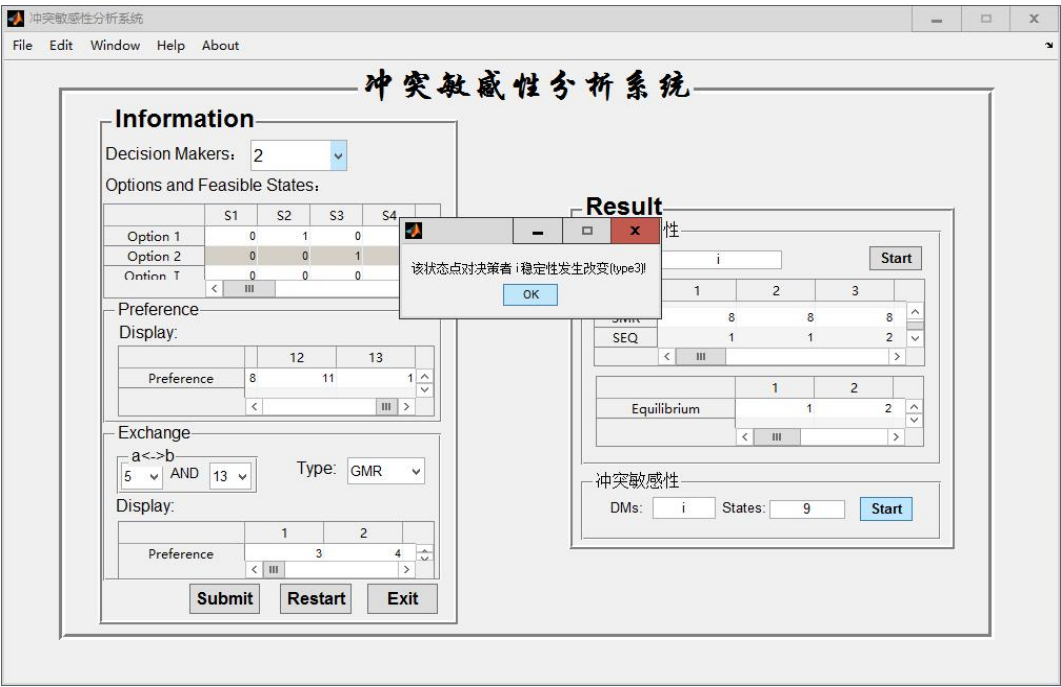 冲突敏感性分析系统
File Edit Window Help About
冲突敏感性分析系统
Information
Decision Makers: 2
Options and Feasible States:
S1 S2 S3 S4
Option 1 0 1 0
Option 2 0 0 1
Option 0 0 0
Preference
Display:
12 13
Preference 8 11 1
Exchange
a<->b
5 AND 13 Type: GMR
Display:
1 2
Preference 3 4
Submit Restart Exit
该状态点对决策者 i 稳定性发生改变(type3)!
OK
Result
性
i Start
1 2 3
SMR 8 8 8
SEQ 1 1 2
1 2
Equilibrium 1 2
冲突敏感性
DMs: i States: 9 Start